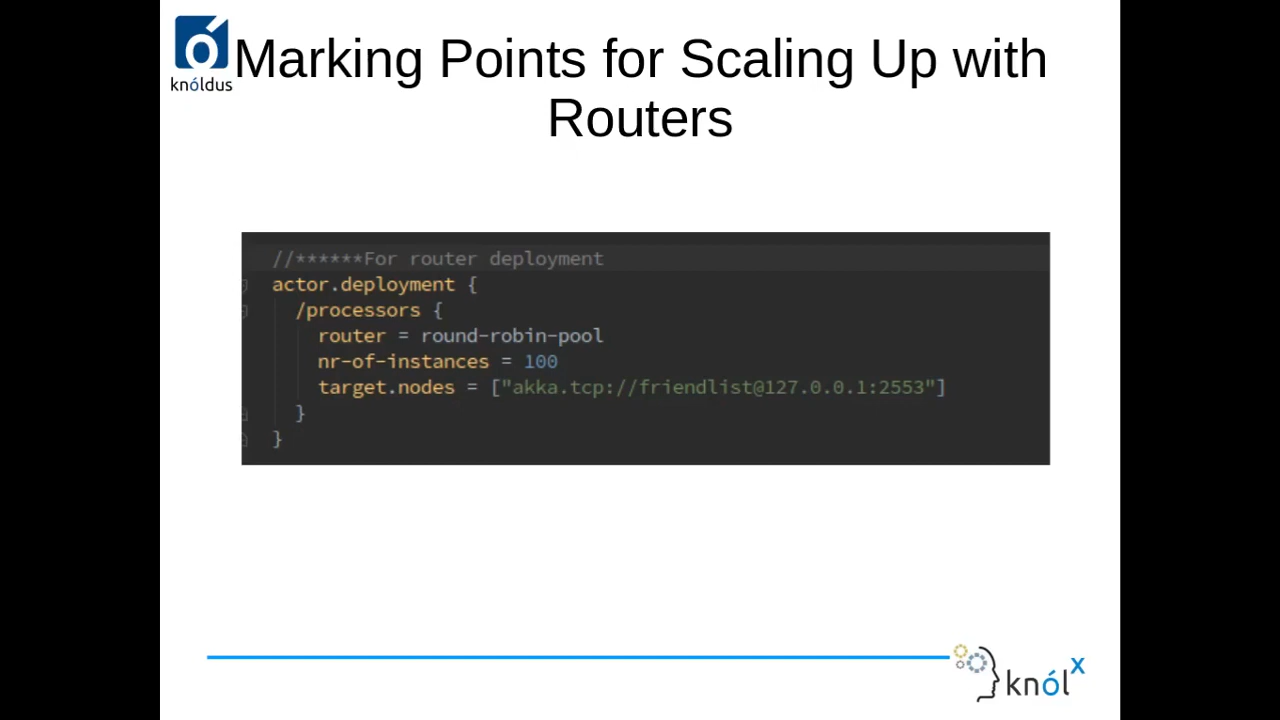 knóldus
Marking Points for Scaling Up with
Routers
//******For router deployment
actor.deployment {
/processors {
router = round-robin-pool
nr-of-instances = 100
target.nodes = ["akka.tcp://friendlist@127.0.0.1:2553"]
}
}
knólx